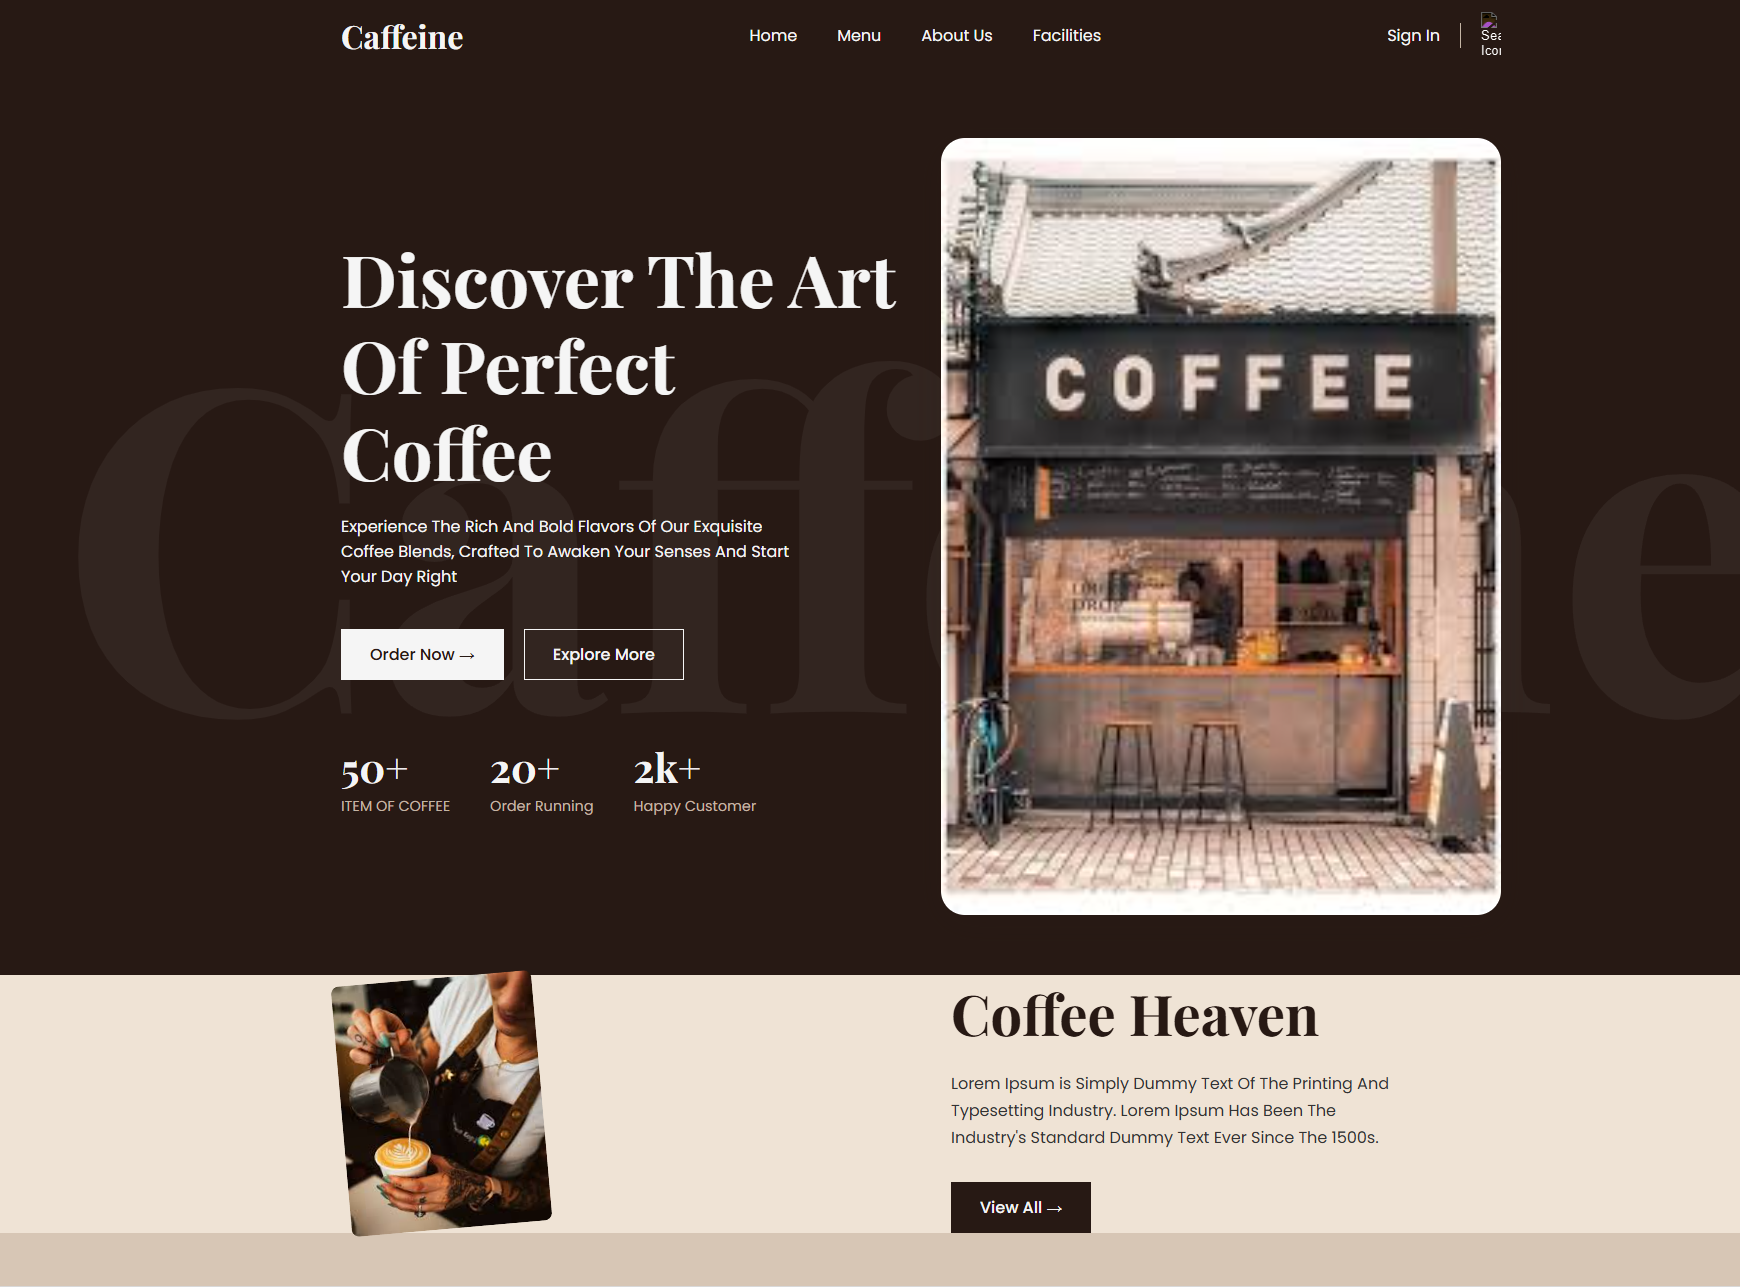 Caffeine
Home Menu About Us Facilities
Sign In
Caffeine
Discover The Art
Of Perfect
Coffee
Experience The Rich And Bold Flavors Of Our Exquisite
Coffee Blends, Crafted To Awaken Your Senses And Start
Your Day Right
Order Now →
Explore More
50+
ITEM OF COFFEE
20+
Order Running
2k+
Happy Customer
COFFEE
DROP
Coffee Heaven
Lorem Ipsum is Simply Dummy Text Of The Printing And
Typesetting Industry. Lorem Ipsum Has Been The
Industry's Standard Dummy Text Ever Since The 1500s.
View All →